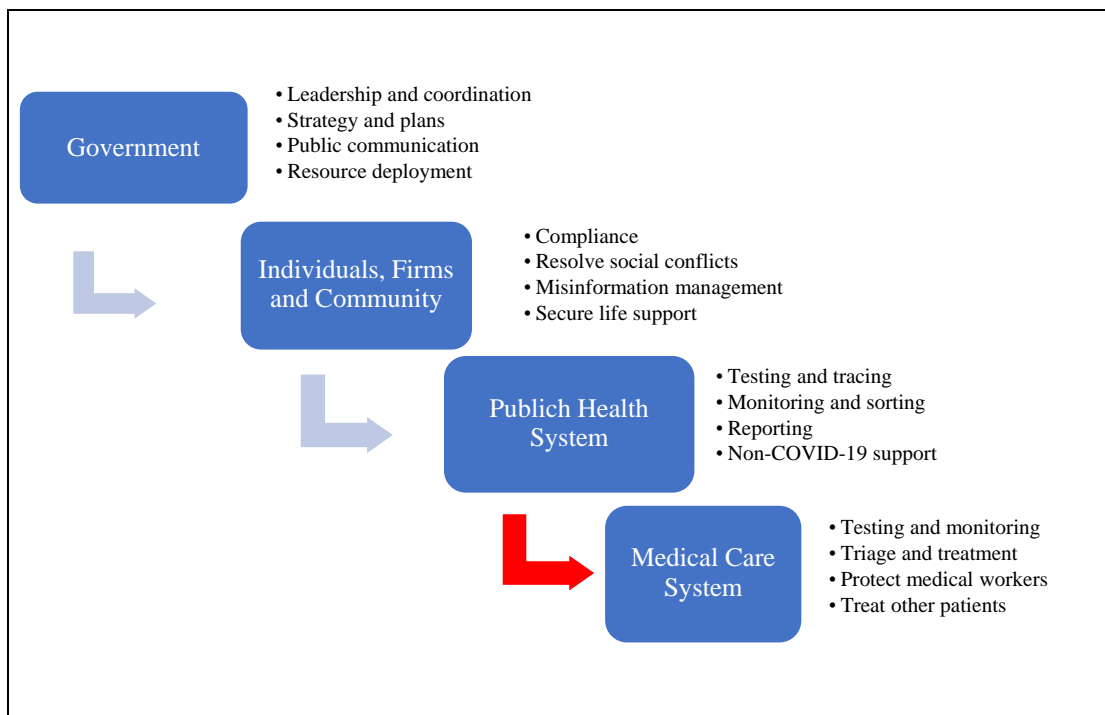 Government
• Leadership and coordination
• Strategy and plans
• Public communication
• Resource deployment
Individuals, Firms
and Community
• Compliance
• Resolve social conflicts
• Misinformation management
• Secure life support
Publich Health
System
• Testing and tracing
• Monitoring and sorting
• Reporting
• Non-COVID-19 support
Medical Care
System
• Testing and monitoring
• Triage and treatment
• Protect medical workers
• Treat other patients